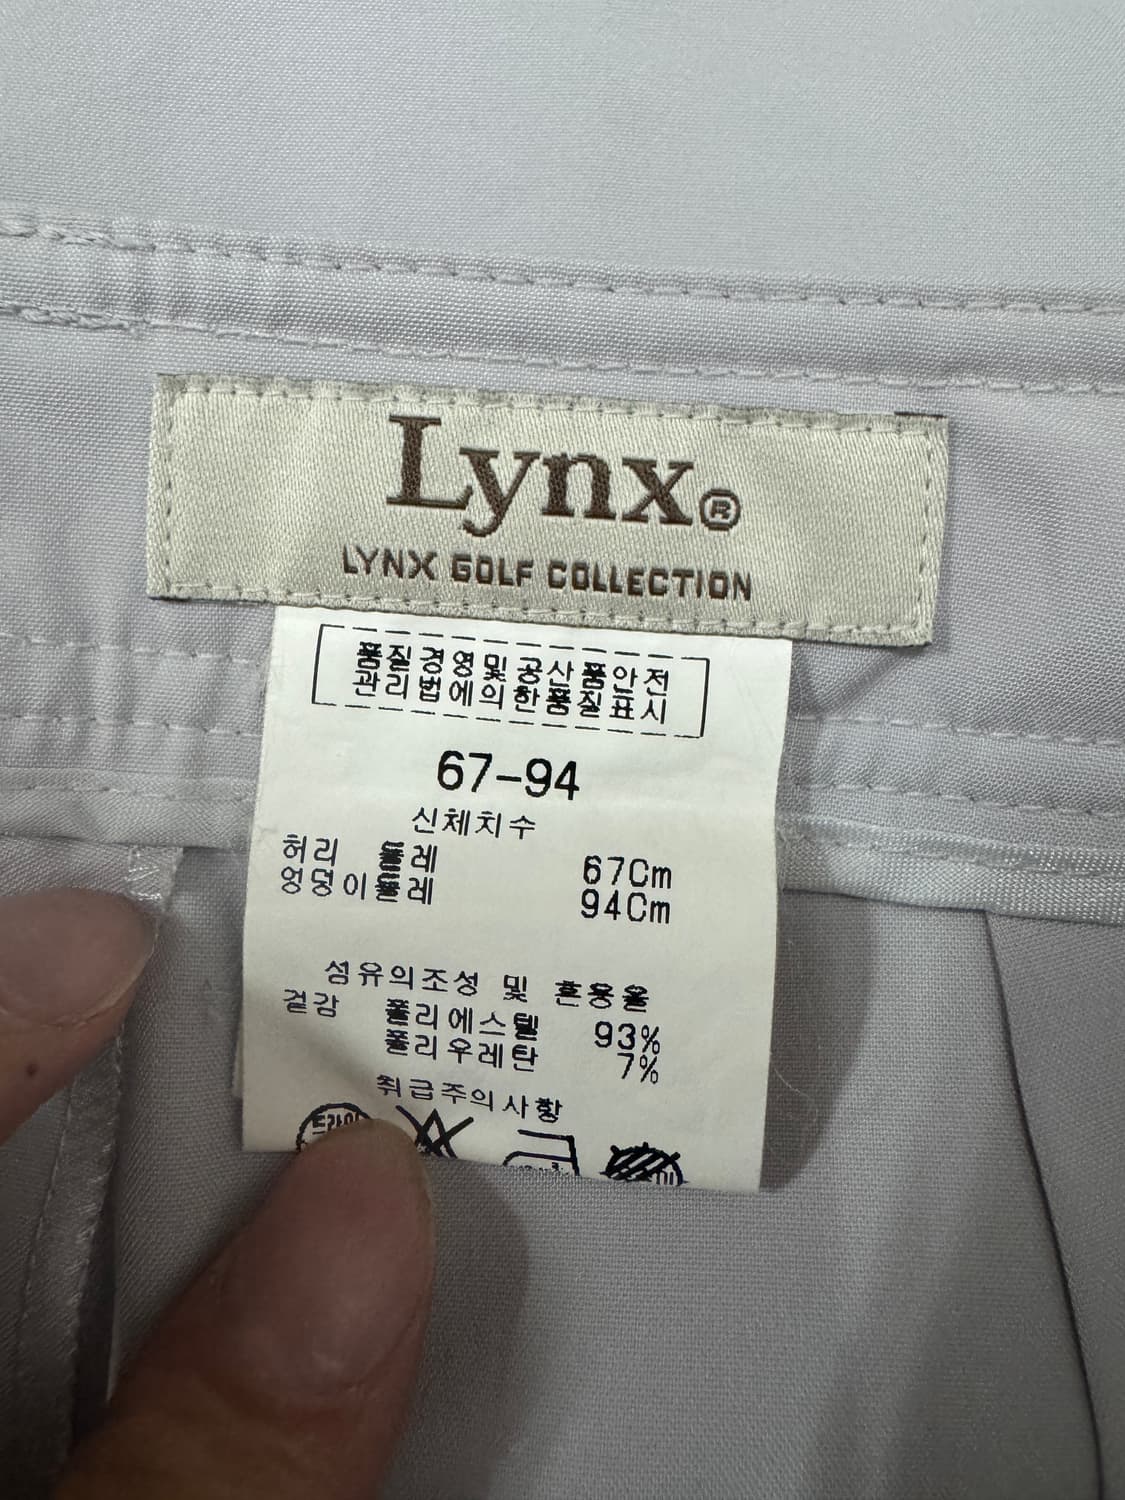 Lynx®
LYNX GOLF COLLECTION
품질경영및공산품안전
관리법에의한품질표시
67-94
신체치수
허리 둘레 67Cm
엉덩이둘레 94Cm
섬유의조성 및 혼용율
겉감 폴리에스텔 93%
폴리우레탄 7%
취급주의사항
드라이